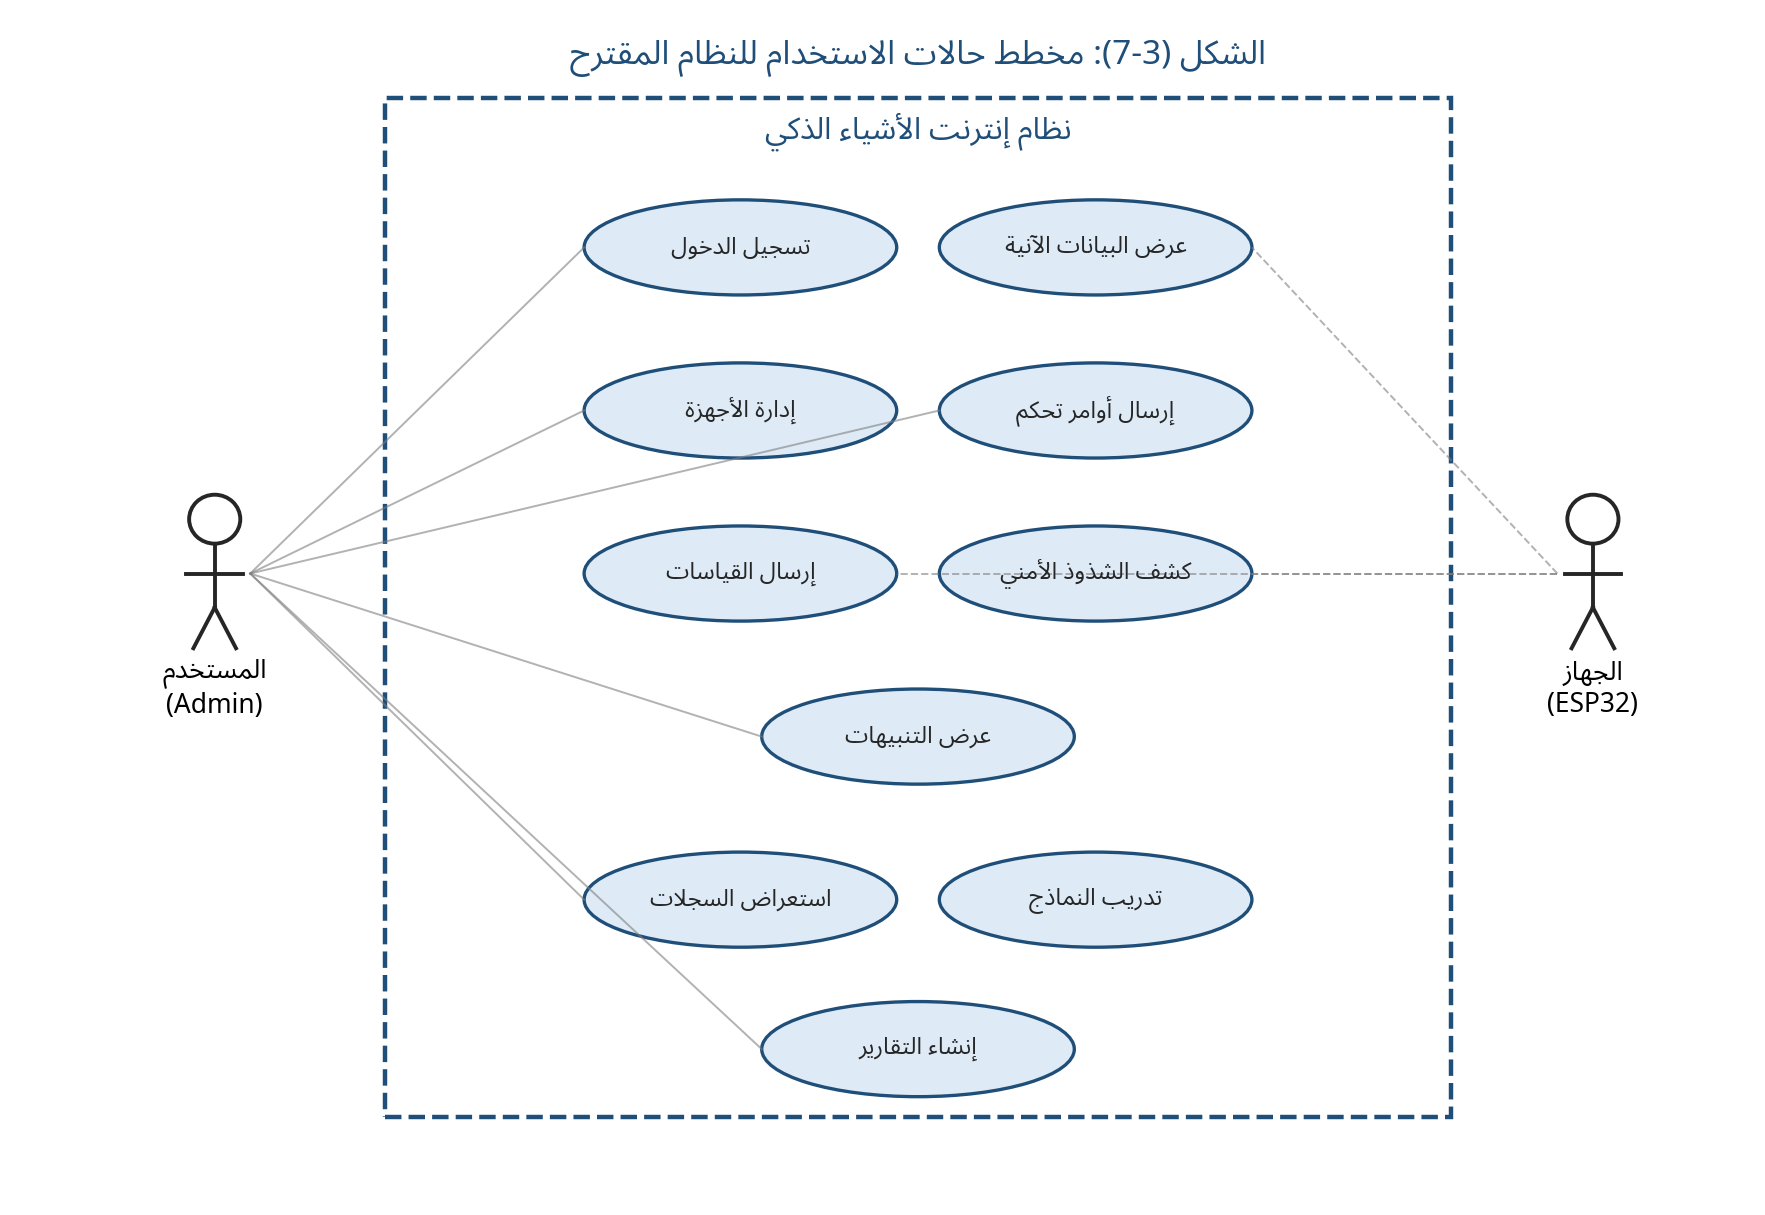 الشكل (3-7): مخطط حالات الاستخدام للنظام المقترح
نظام إنترنت الأشياء الذكي
عرض البيانات الآنية
تسجيل الدخول
إرسال أوامر تحكم
إدارة الأجهزة
كشف الشذوذ الأمني
إرسال القياسات
الجهاز
(ESP32)
المستخدم
(Admin)
عرض التنبيهات
تدريب النماذج
استعراض السجلات
إنشاء التقارير